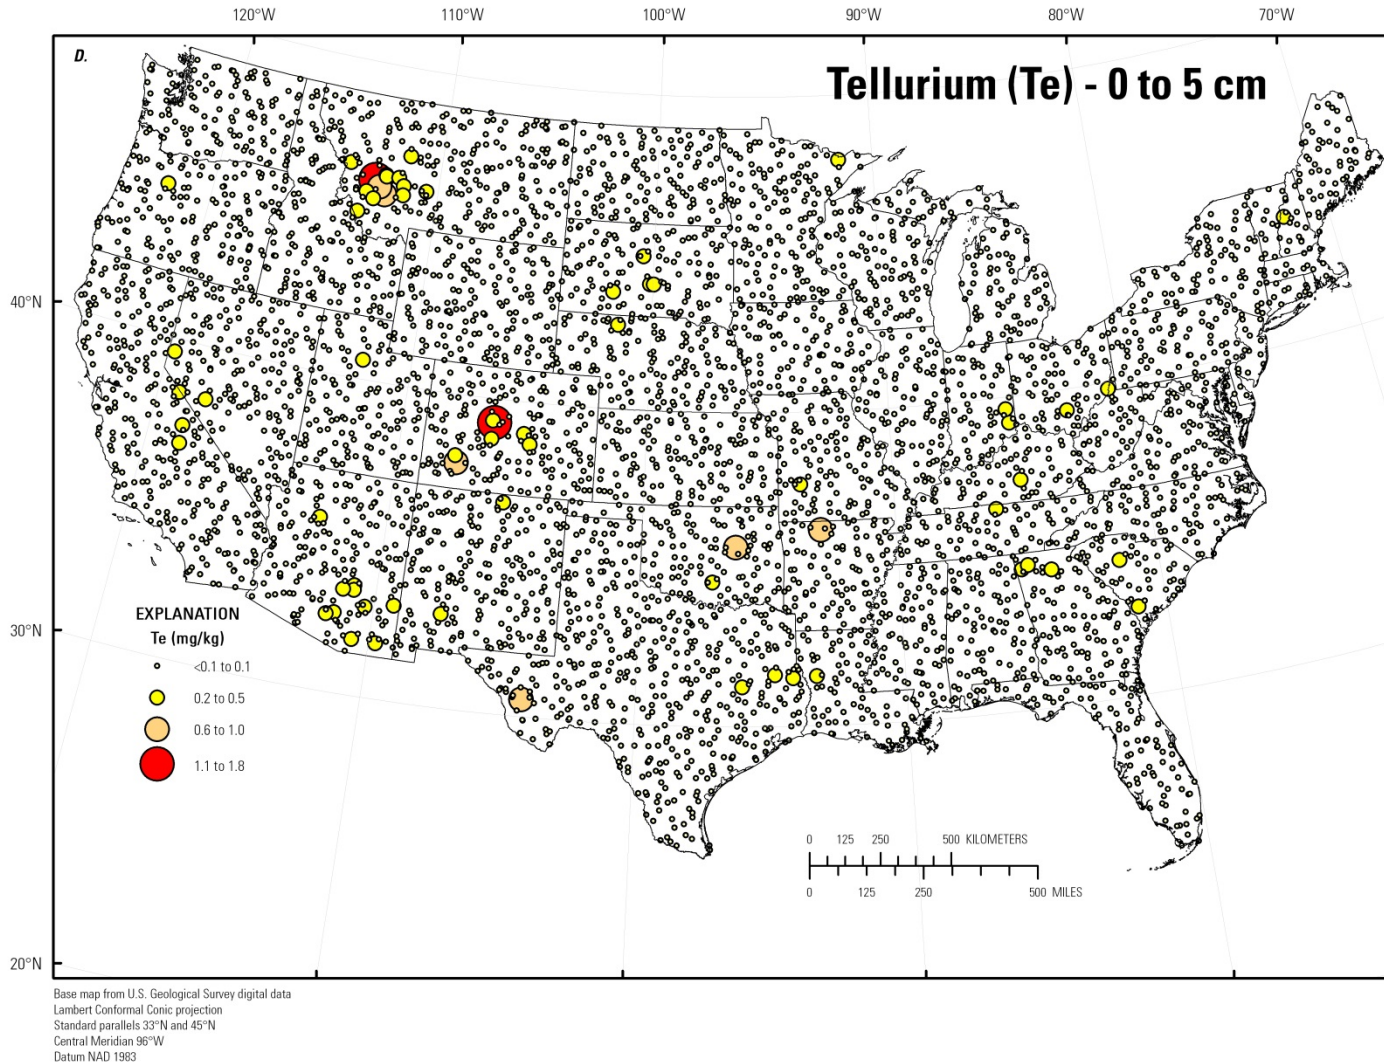 120°W 110°W 100°W 90°W 80°W 70°W
D.
Tellurium (Te) - 0 to 5 cm
40°N
30°N
20°N
EXPLANATION
Te (mg/kg)
<0.1 to 0.1
0.2 to 0.5
0.6 to 1.0
1.1 to 1.8
0 125 250 500 KILOMETERS
0 125 250 500 MILES
Base map from U.S. Geological Survey digital data
Lambert Conformal Conic projection
Standard parallels 33°N and 45°N
Central Meridian 96°W
Datum NAD 1983